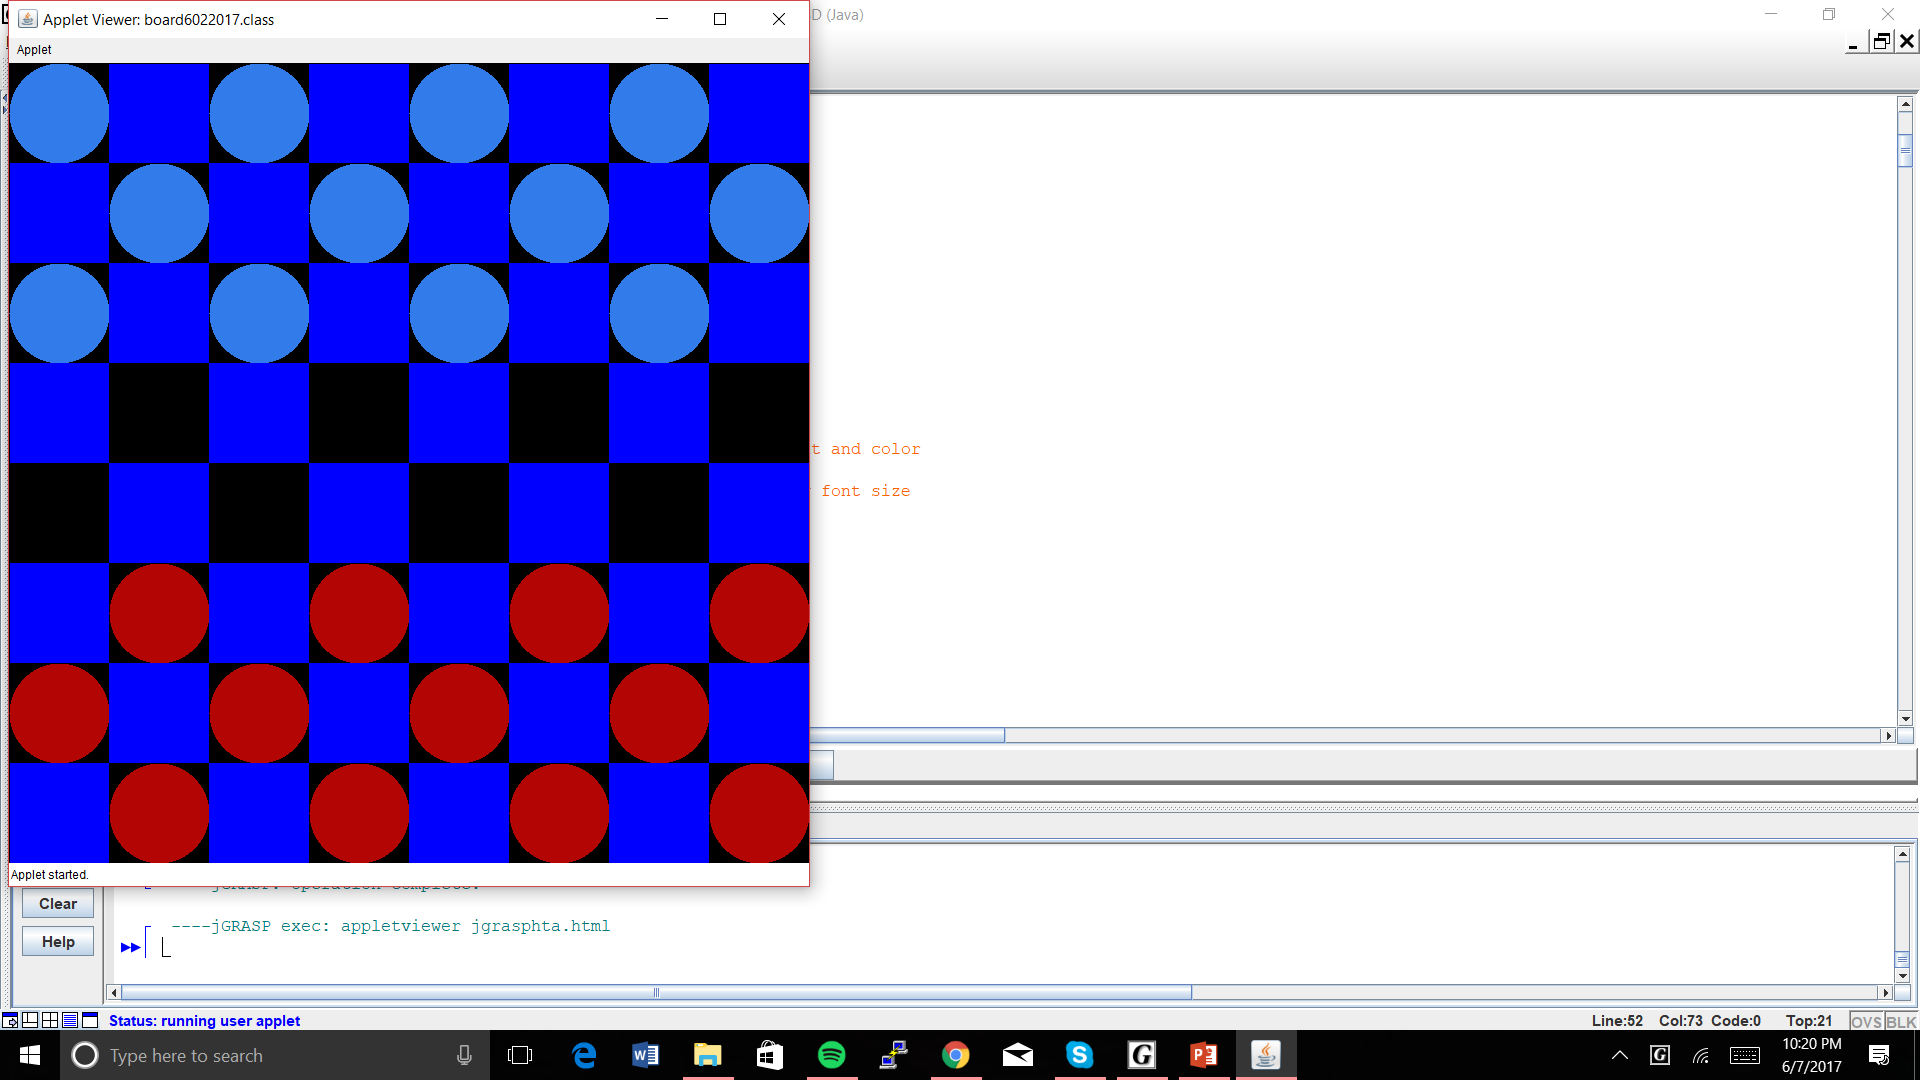 Applet Viewer: board6022017.class
D (Java)
Applet
t and color
font size
Applet started.
Clear
----jGRASP exec: appletviewer jgrasphta.html
Help
Status: running user applet
Line:52 Col:73 Code:0 Top:21
OVS BLK
Type here to search
10:20 PM
6/7/2017